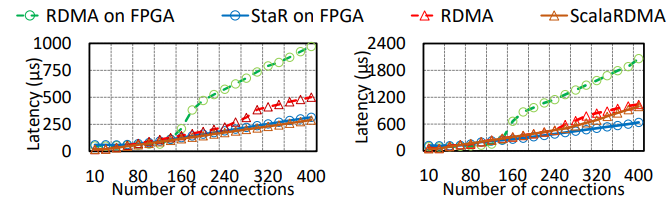 RDMA on FPGA StaR on FPGA RDMA ScalaRDMA
Latency (μs)
1000
750
500
250
0
10 80 160 240 320 400
Number of connections
Latency (μs)
2400
1800
1200
600
0
10 80 160 240 320 400
Number of connections